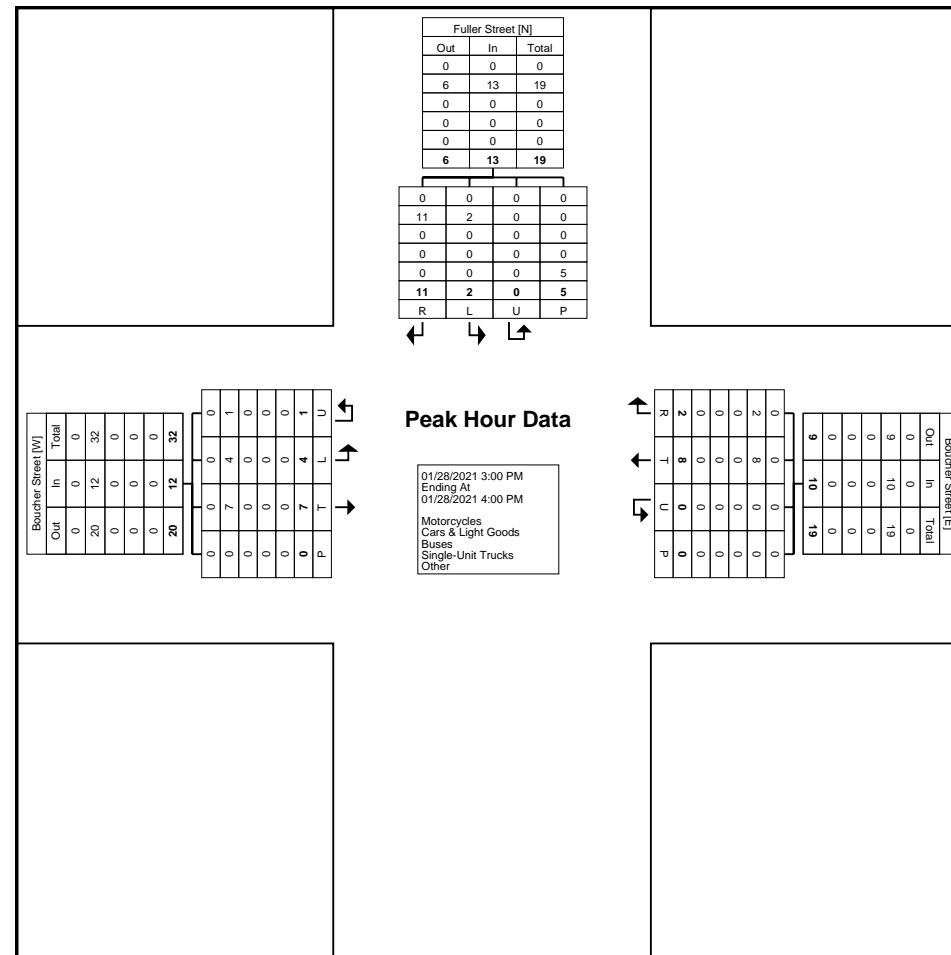 Fuller Street [N]
Out In Total
0 0 0
6 13 19
0 0 0
0 0 0
0 0 0
6 13 19
0 0 0 0
11 2 0 0
0 0 0 0
0 0 0 0
0 0 0 5
11 2 0 5
R L U P
Boucher Street [W]
Out In Total
0 0 0
20 12 32
0 0 0
0 0 0
0 0 0
20 12 32
0 0 0 0
0 7 4 1
0 0 0 0
0 0 0 0
0 0 0 0
0 7 4 1
P T L U
Peak Hour Data
01/28/2021 3:00 PM
Ending At
01/28/2021 4:00 PM
Motorcycles
Cars & Light Goods
Buses
Single-Unit Trucks
Other
Boucher Street [E]
Out In Total
0 0 0
9 10 19
0 0 0
0 0 0
0 0 0
9 10 19
0 0 0 0
2 8 0 0
0 0 0 0
0 0 0 0
0 0 0 0
2 8 0 0
R T U P